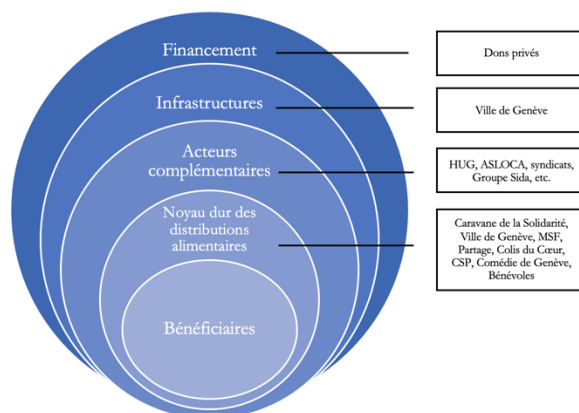 Financement
Dons privés
Infrastructures
Ville de Genève
Acteurs
complémentaires
HUG, ASLOCA, syndicats,
Groupe Sida, etc.
Noyau dur des
distributions
alimentaires
Caravane de la Solidarité,
Ville de Genève, MSF,
Partage, Colis du Cœur,
CSP, Comédie de Genève,
Bénévoles
Bénéficiaires